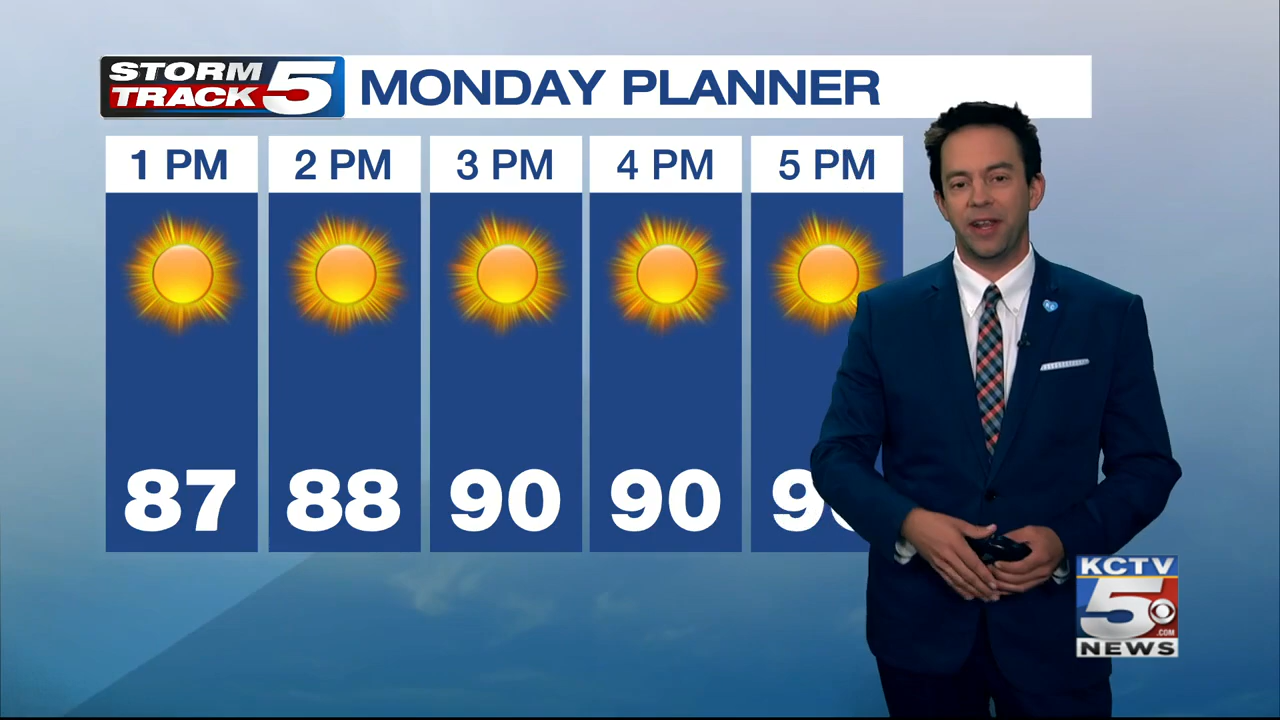 STORM TRACK 5
MONDAY PLANNER
1 PM 2 PM 3 PM 4 PM 5 PM
87 88 90 90
KCTV
5
.COM
NEWS